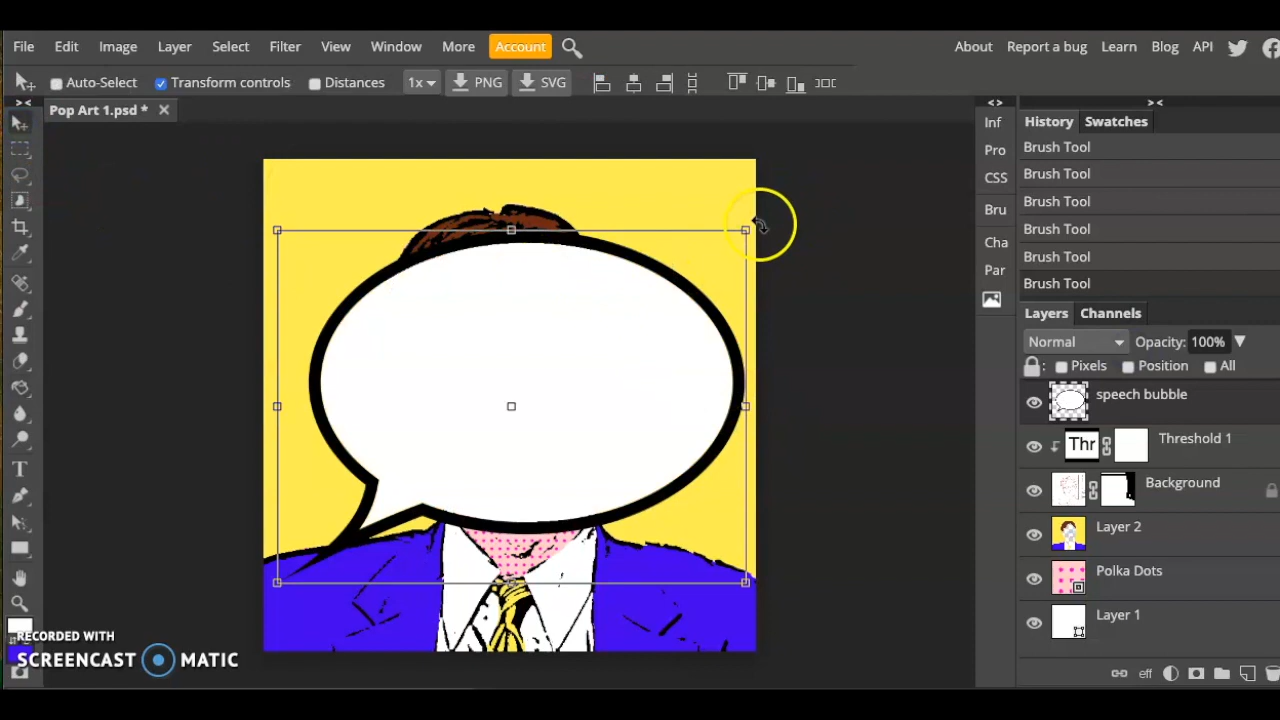 File Edit Image Layer Select Filter View Window More Account About Report a bug Learn Blog API
Auto-Select Transform controls Distances 1x PNG SVG
> < Pop Art 1.psd * < > > <
Inf History Swatches
Pro Brush Tool
CSS Brush Tool
Brush Tool
Bru Brush Tool
Cha Brush Tool
Par Brush Tool
Layers Channels
Normal Opacity: 100%
Pixels Position All
speech bubble
Thr Threshold 1
Background
Layer 2
Polka Dots
Layer 1
eff
T
RECORDED WITH
SCREENCAST MATIC